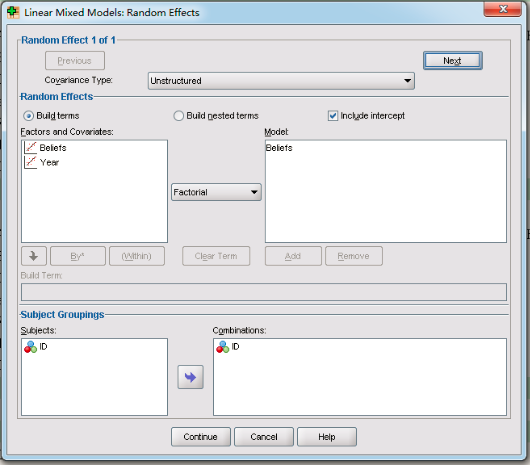 Linear Mixed Models: Random Effects
Random Effect 1 of 1
Previous
Next
Covariance Type:
Unstructured
Random Effects
Build terms
Build nested terms
Include intercept
Factors and Covariates:
Model:
Beliefs
Year
Beliefs
Factorial
By*
(Within)
Clear Term
Add
Remove
Build Term:
Subject Groupings
Subjects:
Combinations:
ID
ID
Continue
Cancel
Help